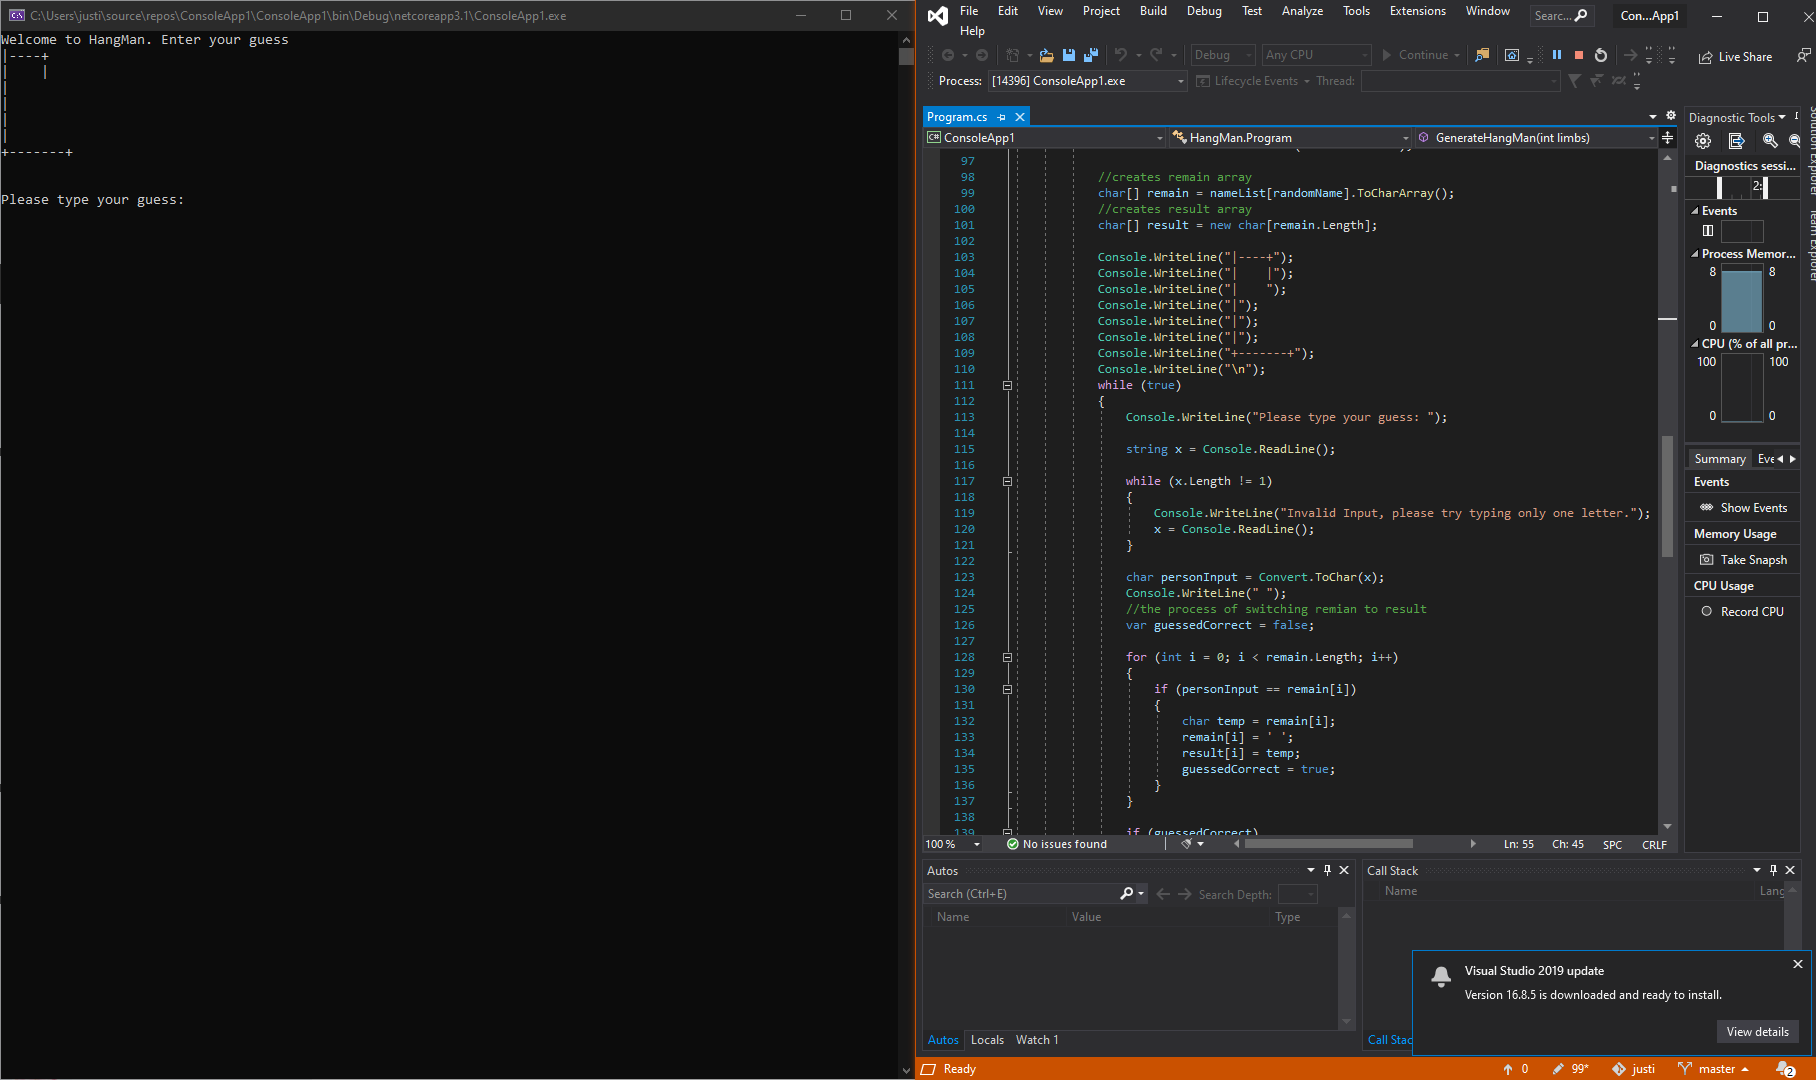 C:\Users\justi\source\repos\ConsoleApp1\ConsoleApp1\bin\Debug\netcoreapp3.1\ConsoleApp1.exe
Welcome to HangMan. Enter your guess
|----+
|    |
|
|
|
|
+-------+
Please type your guess:
File Edit View Project Build Debug Test Analyze Tools Extensions Window Help
Searc...
Con...App1
Debug Any CPU Continue
Live Share
Process: [14396] ConsoleApp1.exe Lifecycle Events Thread:
Program.cs
C# ConsoleApp1 HangMan.Program GenerateHangMan(int limbs)
97
98 //creates remain array
99 char[] remain = nameList[randomName].ToCharArray();
100 //creates result array
101 char[] result = new char[remain.Length];
102
103 Console.WriteLine("|----+");
104 Console.WriteLine("|    |");
105 Console.WriteLine("|    ");
106 Console.WriteLine("|");
107 Console.WriteLine("|");
108 Console.WriteLine("|");
109 Console.WriteLine("+-------+");
110 Console.WriteLine("\n");
111 while (true)
112 {
113 Console.WriteLine("Please type your guess: ");
114
115 string x = Console.ReadLine();
116
117 while (x.Length != 1)
118 {
119 Console.WriteLine("Invalid Input, please try typing only one letter.");
120 x = Console.ReadLine();
121 }
122
123 char personInput = Convert.ToChar(x);
124 Console.WriteLine(" ");
125 //the process of switching remian to result
126 var guessedCorrect = false;
127
128 for (int i = 0; i < remain.Length; i++)
129 {
130 if (personInput == remain[i])
131 {
132 char temp = remain[i];
133 remain[i] = ' ';
134 result[i] = temp;
135 guessedCorrect = true;
136 }
137 }
138
139 if (guessedCorrect)
100 % No issues found Ln: 55 Ch: 45 SPC CRLF
Diagnostic Tools
Diagnostics sessi...
2:
Events
Process Memor...
8 8
0 0
CPU (% of all pr...
100 100
0 0
Summary Eve
Events
Show Events
Memory Usage
Take Snapsh
CPU Usage
Record CPU
Solution Explorer
Team Explorer
Autos
Search (Ctrl+E) Search Depth:
Name Value Type
Autos Locals Watch 1
Call Stack
Name Lang
Call Stac
Visual Studio 2019 update
Version 16.8.5 is downloaded and ready to install.
View details
Ready 0 99* justi master 2